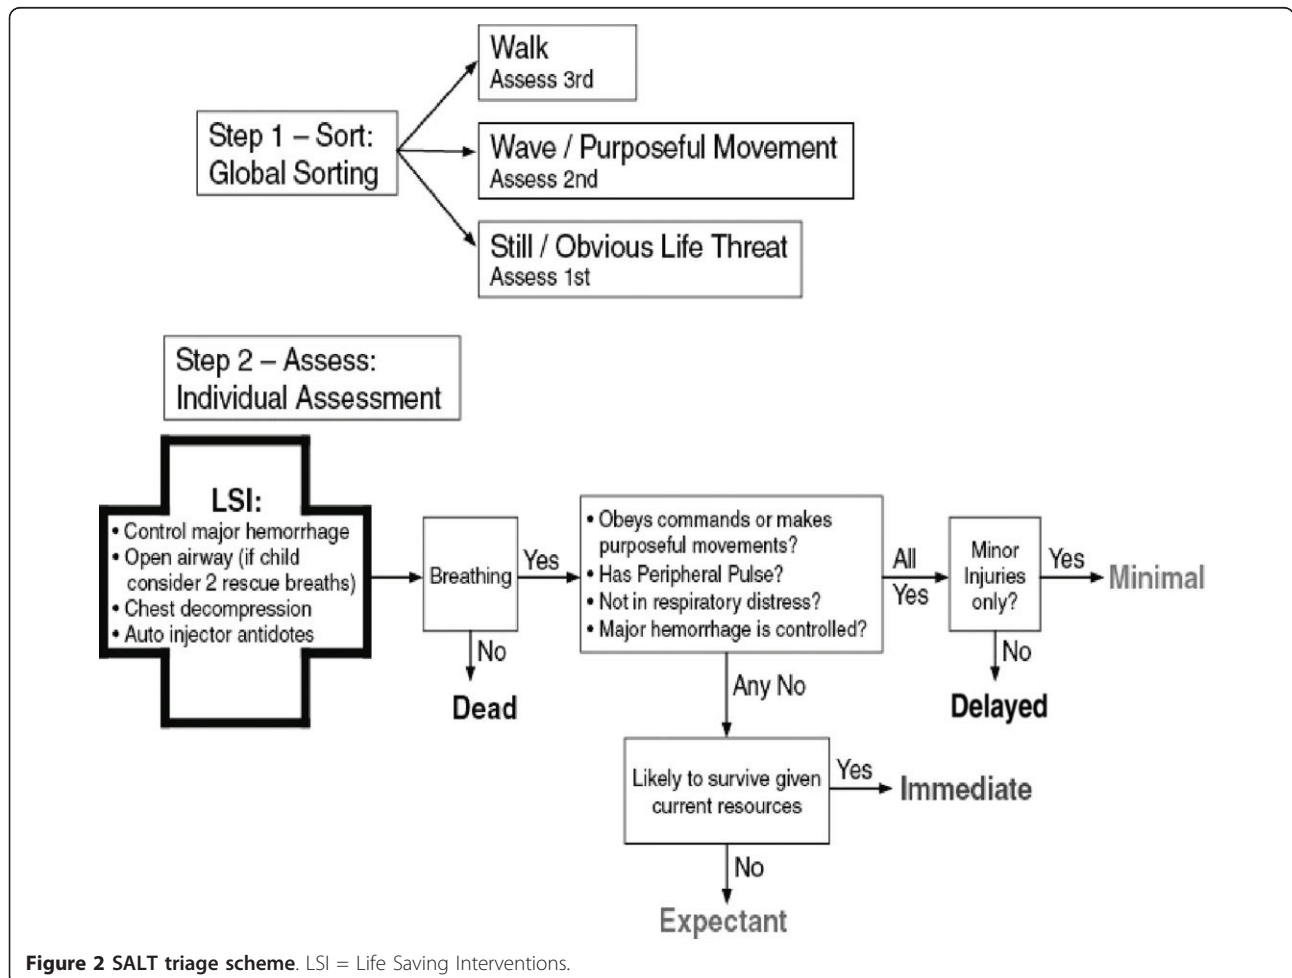 Walk
Assess 3rd
Step 1 – Sort:
Global Sorting
Wave / Purposeful Movement
Assess 2nd
Still / Obvious Life Threat
Assess 1st
Step 2 – Assess:
Individual Assessment
LSI:
• Control major hemorrhage
• Open airway (if child
consider 2 rescue breaths)
• Chest decompression
• Auto injector antidotes
Breathing
Yes
No
Dead
• Obeys commands or makes
purposeful movements?
• Has Peripheral Pulse?
• Not in respiratory distress?
• Major hemorrhage is controlled?
All
Yes
Minor
Injuries
only?
Yes
Minimal
No
Delayed
Any No
Likely to survive given
current resources
Yes
Immediate
No
Expectant
Figure 2 SALT triage scheme. LSI = Life Saving Interventions.